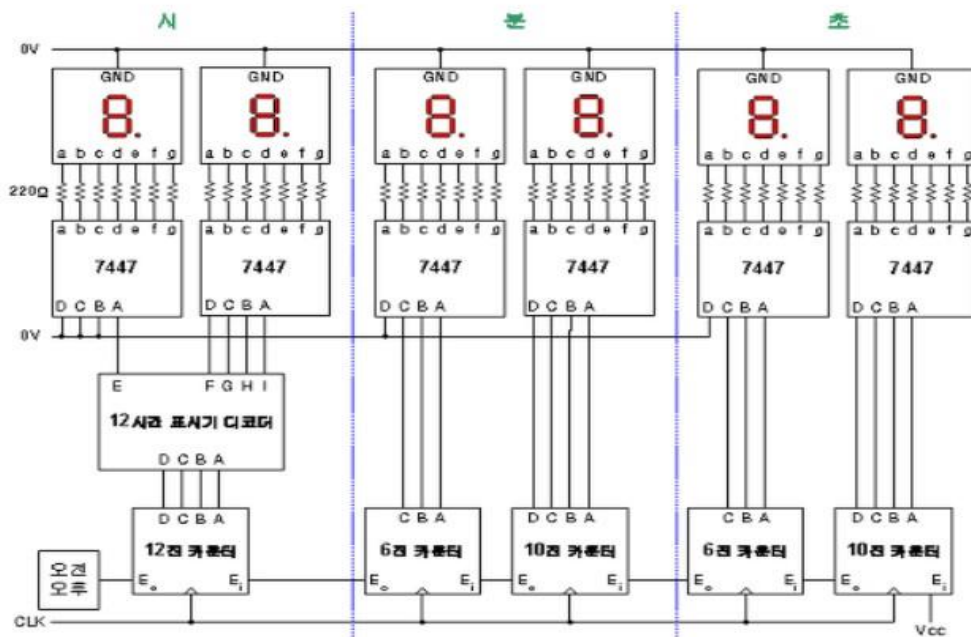 시 분 초
0V
GND GND GND GND GND GND
8. 8. 8. 8. 8. 8.
a b c d e f g a b c d e f g a b c d e f g a b c d e f g a b c d e f g a b c d e f g
220Ω
a b c d e f g a b c d e f g a b c d e f g a b c d e f g a b c d e f g a b c d e f g
7447 7447 7447 7447 7447 7447
D C B A D C B A D C B A D C B A D C B A D C B A
0V
E F G H I
12시간 표시기 디코더
D C B A
D C B A C B A D C B A C B A D C B A
12진 카운터 6진 카운터 10진 카운터 6진 카운터 10진 카운터
오전
오후
Eo Ei Eo Ei Eo Ei Eo Ei Eo Ei
CLK
Vcc